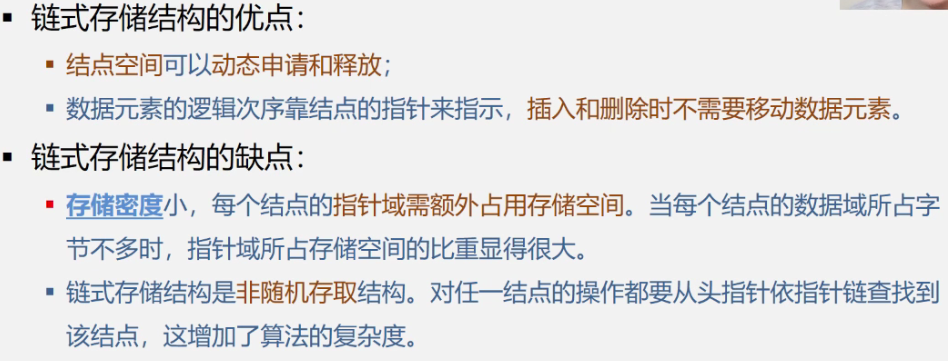 链式存储结构的优点：
结点空间可以动态申请和释放；
数据元素的逻辑次序靠结点的指针来指示，插入和删除时不需要移动数据元素。
链式存储结构的缺点：
存储密度小，每个结点的指针域需额外占用存储空间。当每个结点的数据域所占字
节不多时，指针域所占存储空间的比重显得很大。
链式存储结构是非随机存取结构。对任一结点的操作都要从头指针依指针链查找到
该结点，这增加了算法的复杂度。